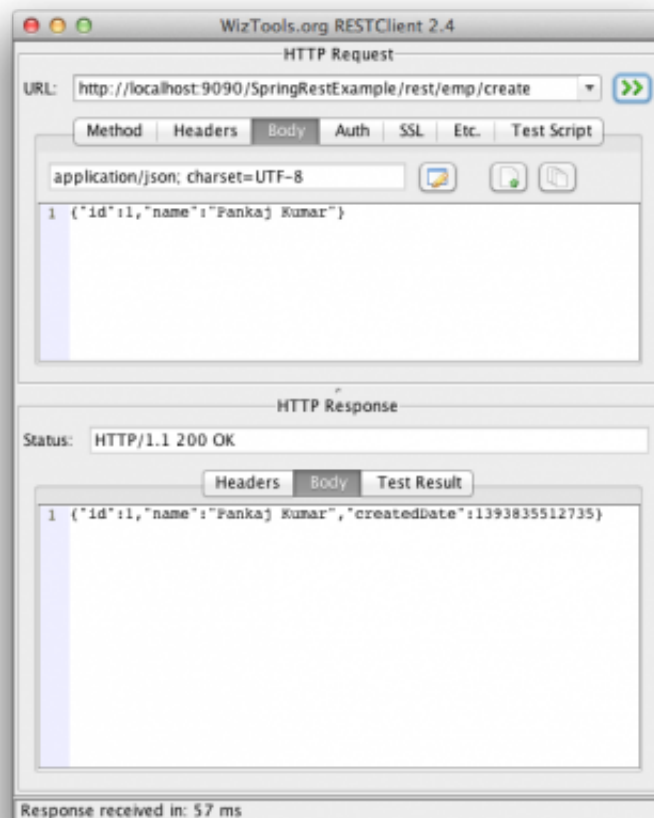 WizTools.org RESTClient 2.4
HTTP Request
URL: http://localhost:9090/SpringRestExample/rest/emp/create
Method Headers Body Auth SSL Etc. Test Script
application/json; charset=UTF-8
1 {"id":1,"name":"Pankaj Kumar"}
HTTP Response
Status: HTTP/1.1 200 OK
Headers Body Test Result
1 {"id":1,"name":"Pankaj Kumar","createdDate":1393835512735}
Response received in: 57 ms